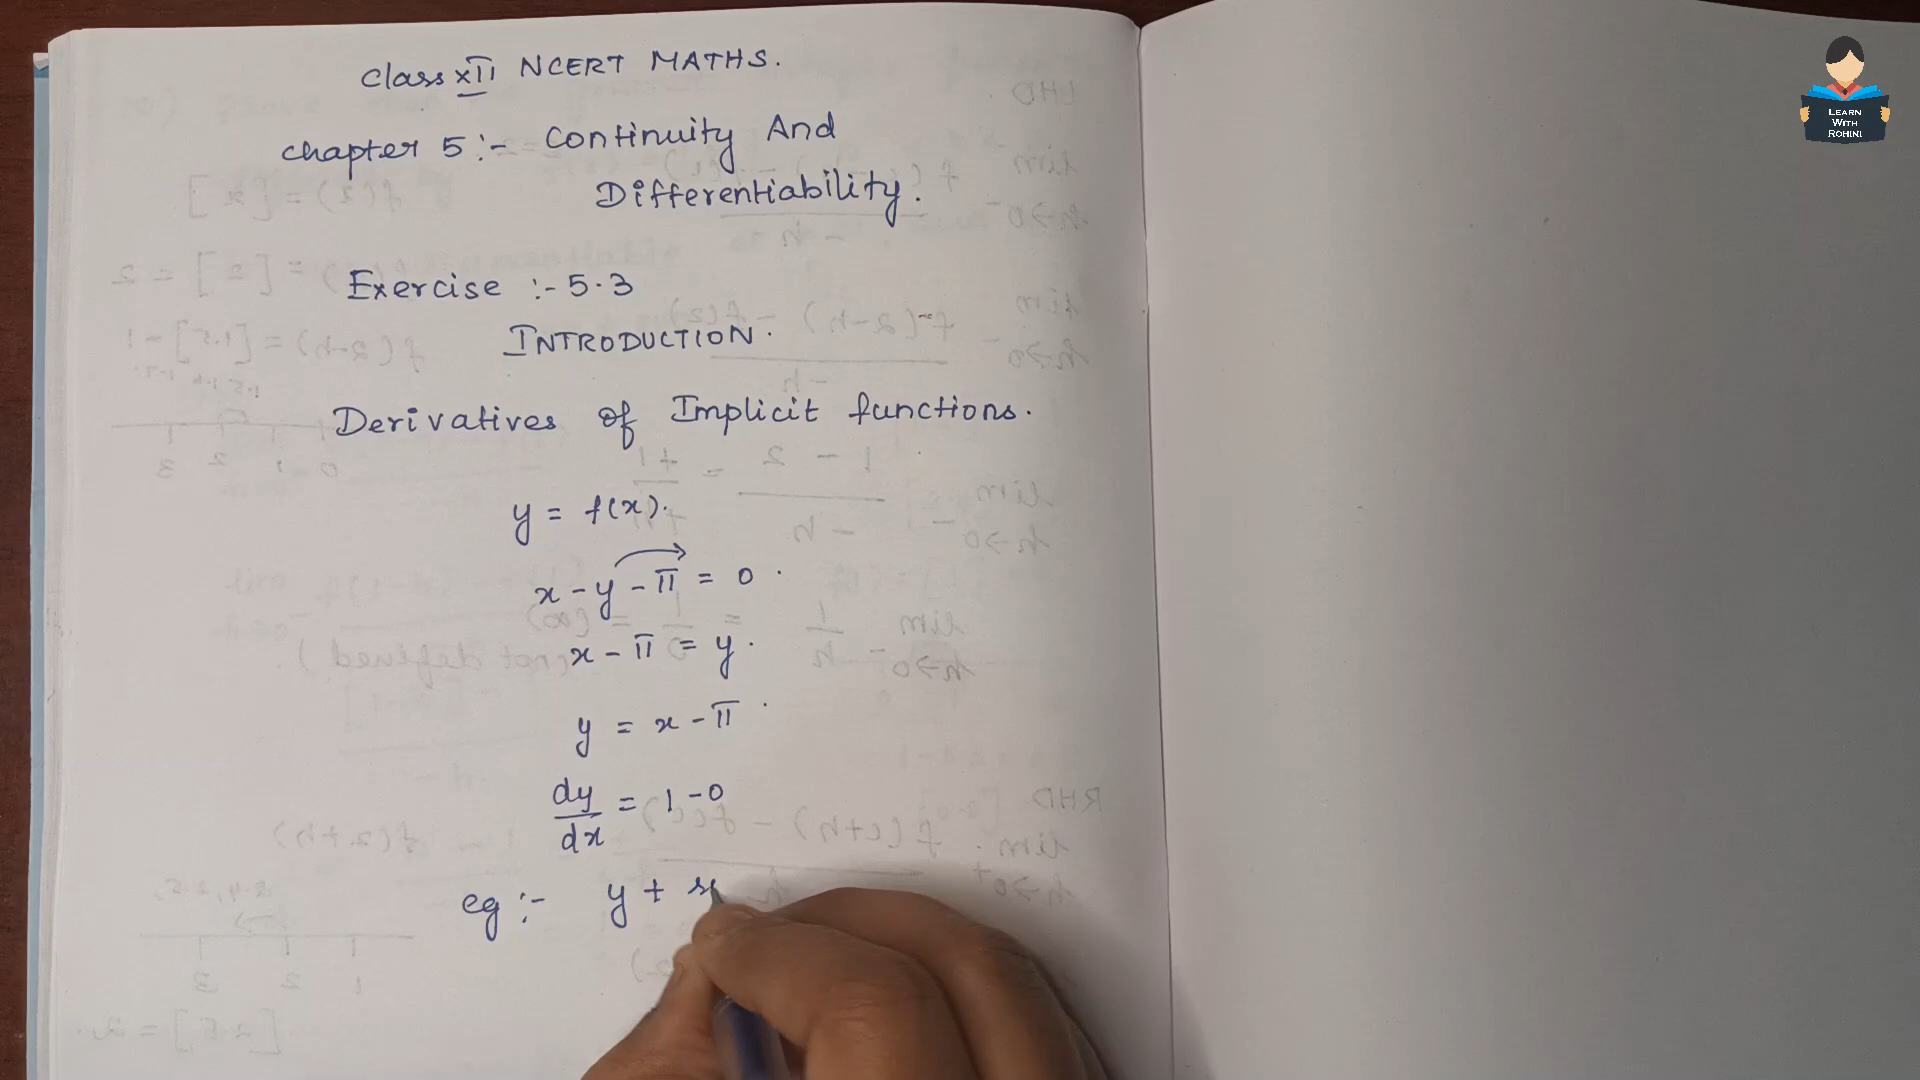 Class XII NCERT MATHS.
Chapter 5 :- Continuity And
Differentiability.
Exercise :- 5.3
INTRODUCTION.
Derivatives of Implicit functions.
y = f(x).
x - y - π = 0.
x - π = y.
y = x - π.
dy/dx = 1 - 0
eg :- y +
LEARN
WITH
ROHINI